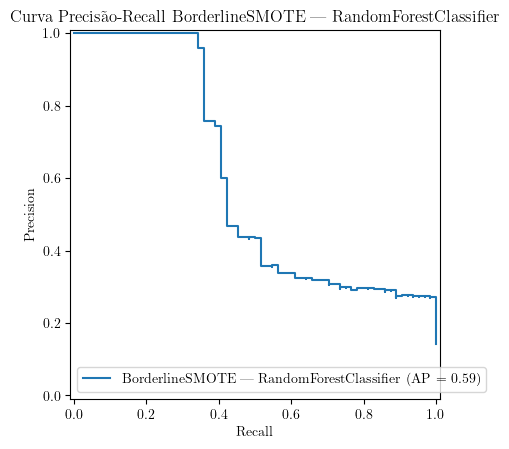 Curva Precisão-Recall BorderlineSMOTE — RandomForestClassifier
1.0
0.8
0.6
0.4
0.2
0.0
Precision
BorderlineSMOTE — RandomForestClassifier (AP = 0.59)
0.0 0.2 0.4 0.6 0.8 1.0
Recall